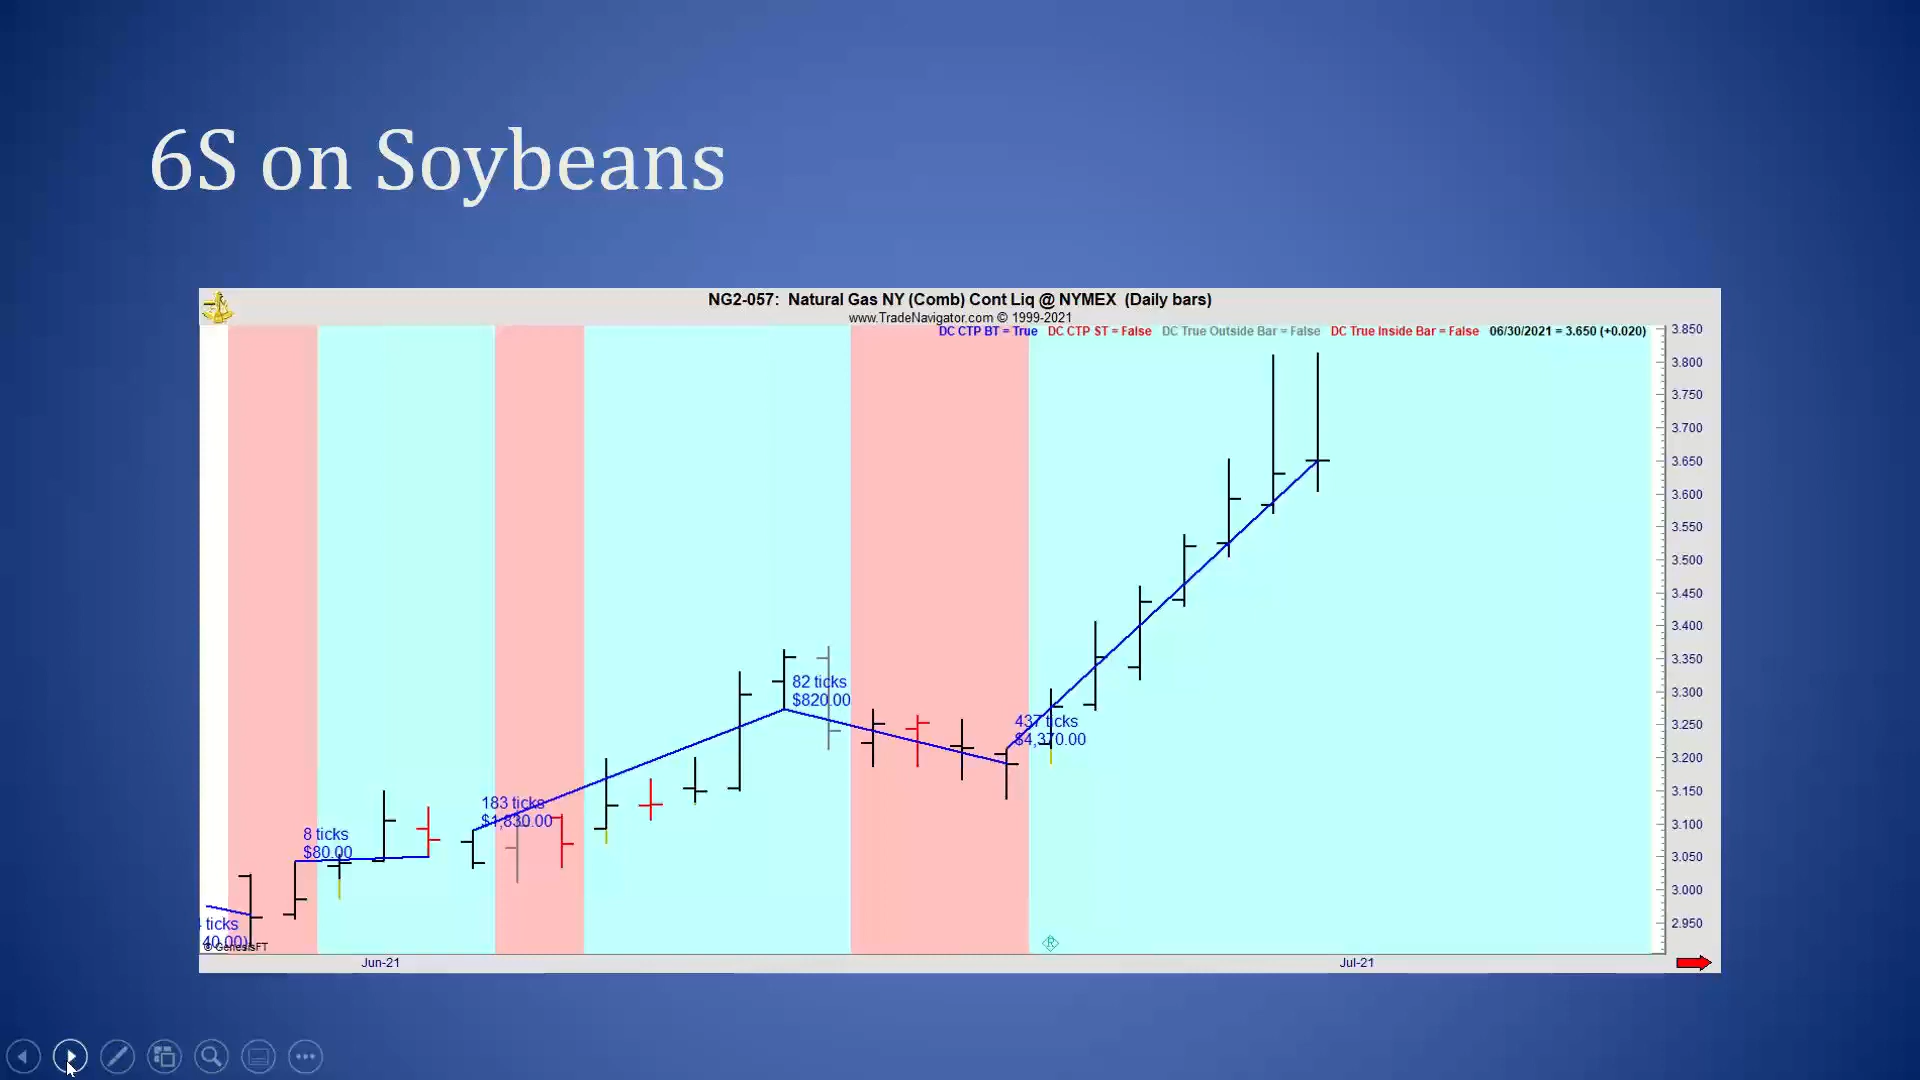 6S on Soybeans
NG2-057: Natural Gas NY (Comb) Cont Liq @ NYMEX (Daily bars)
www.TradeNavigator.com © 1999-2021
DC CTP BT = True DC CTP ST = False DC True Outside Bar = False DC True Inside Bar = False 06/30/2021 = 3.650 (+0.020)
3.850
3.800
3.750
3.700
3.650
3.600
3.550
3.500
3.450
3.400
3.350
3.300
3.250
3.200
3.150
3.100
3.050
3.000
2.950
82 ticks
$820.00
437 ticks
$4,370.00
183 ticks
$1,830.00
8 ticks
$80.00
ticks
40.00)
© GenesisFT
R
Jun-21
Jul-21